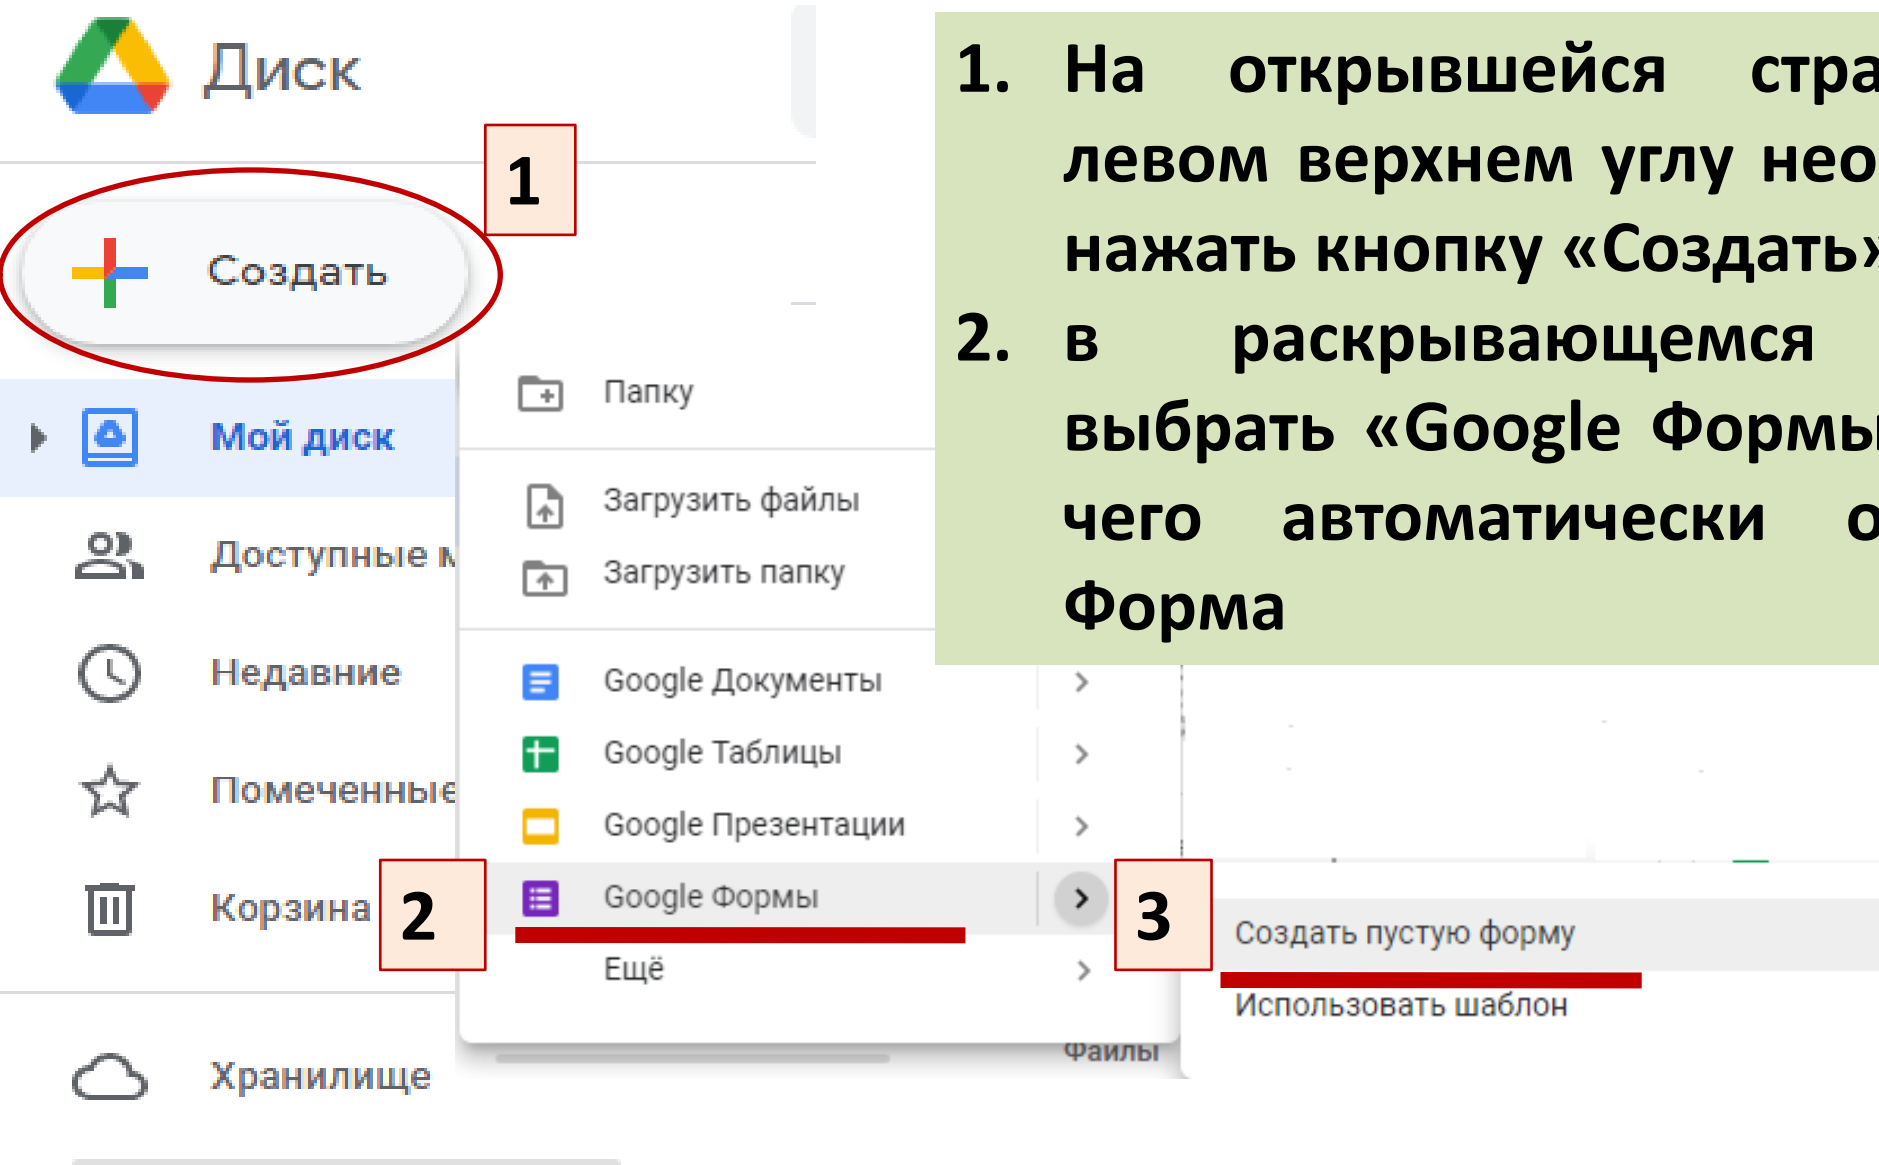 Диск
1
Создать
Мой диск
Доступные
Недавние
Помеченные
Корзина
Хранилище
Папку
Загрузить файлы
Загрузить папку
Google Документы
Google Таблицы
Google Презентации
2
Google Формы
Ещё
3
Создать пустую форму
Использовать шаблон
Файлы
1. На открывшейся
левом верхнем углу
нажать кнопку «Создать»
2. в раскрывающемся
выбрать «Google Формы
чего автоматически
Форма